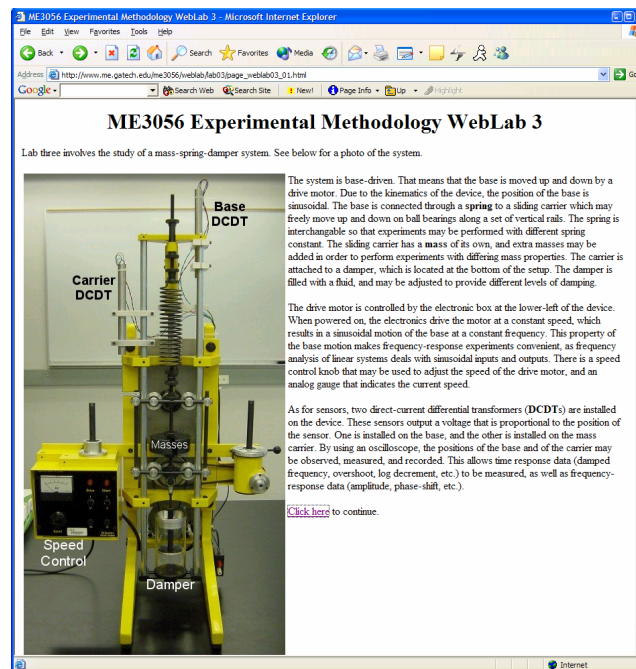 ME3056 Experimental Methodology WebLab 3 - Microsoft Internet Explorer
File Edit View Favorites Tools Help
Back Search Favorites Media
Address http://www.me.gatech.edu/me3056/weblab/lab03/page_weblab03_01.html Go
Google Search Web Search Site New! Page Info Up Highlight
ME3056 Experimental Methodology WebLab 3
Lab three involves the study of a mass-spring-damper system. See below for a photo of the system.
Base
DCDT
Carrier
DCDT
Masses
Speed
Control
Damper
The system is base-driven. That means that the base is moved up and down by a
drive motor. Due to the kinematics of the device, the position of the base is
sinusoidal. The base is connected through a spring to a sliding carrier which may
freely move up and down on ball bearings along a set of vertical rails. The spring is
interchangable so that experiments may be performed with different spring
constant. The sliding carrier has a mass of its own, and extra masses may be
added in order to perform experiments with differing mass properties. The carrier is
attached to a damper, which is located at the bottom of the setup. The damper is
filled with a fluid, and may be adjusted to provide different levels of damping.
The drive motor is controlled by the electronic box at the lower-left of the device.
When powered on, the electronics drive the motor at a constant speed, which
results in a sinusoidal motion of the base at a constant frequency. This property of
the base motion makes frequency-response experiments convenient, as frequency
analysis of linear systems deals with sinusoidal inputs and outputs. There is a speed
control knob that may be used to adjust the speed of the drive motor, and an
analog gauge that indicates the current speed.
As for sensors, two direct-current differential transformers (DCDTs) are installed
on the device. These sensors output a voltage that is proportional to the position of
the sensor. One is installed on the base, and the other is installed on the mass
carrier. By using an oscilloscope, the positions of the base and of the carrier may
be observed, measured, and recorded. This allows time response data (damped
frequency, overshoot, log decrement, etc.) to be measured, as well as frequency-
response data (amplitude, phase-shift, etc.).
Click here to continue.
Internet